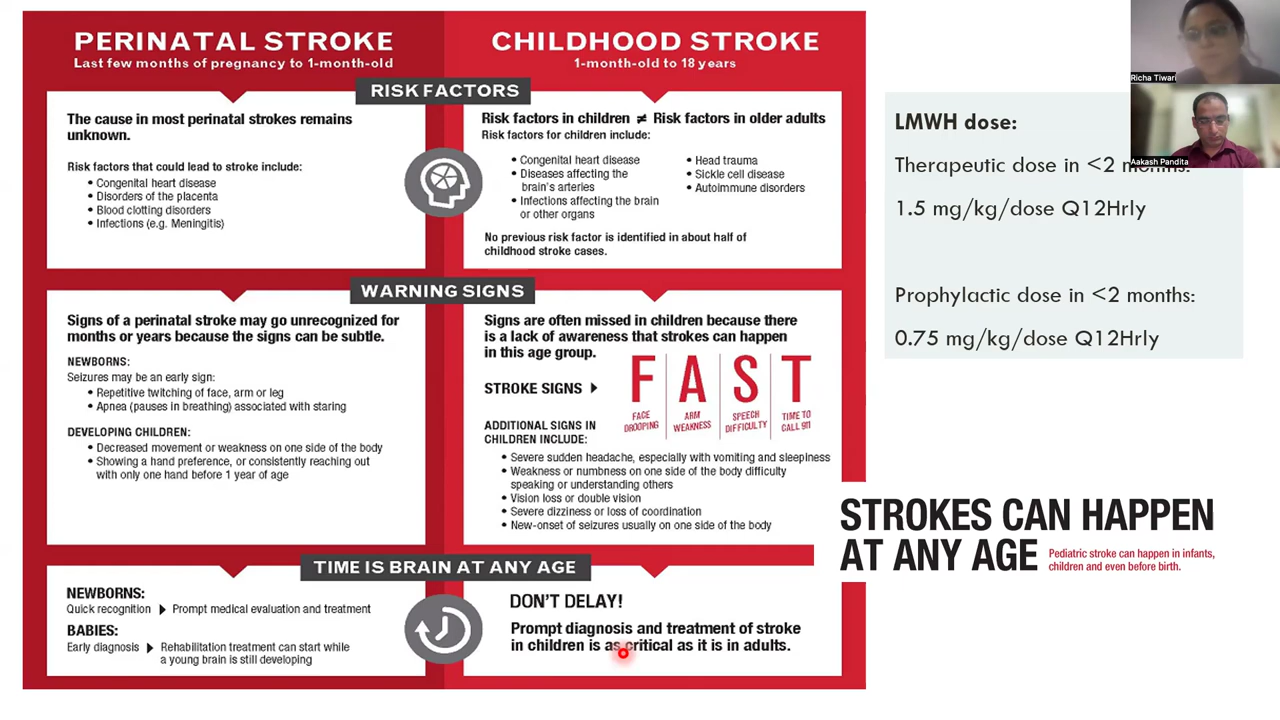 PERINATAL STROKE
Last few months of pregnancy to 1-month-old
CHILDHOOD STROKE
1-month-old to 18 years
RISK FACTORS
The cause in most perinatal strokes remains
unknown.
Risk factors that could lead to stroke include:
• Congenital heart disease
• Disorders of the placenta
• Blood clotting disorders
• Infections (e.g. Meningitis)
Risk factors in children ≠ Risk factors in older adults
Risk factors for children include:
• Congenital heart disease
• Diseases affecting the
brain's arteries
• Infections affecting the brain
or other organs
• Head trauma
• Sickle cell disease
• Autoimmune disorders
No previous risk factor is identified in about half of
childhood stroke cases.
WARNING SIGNS
Signs of a perinatal stroke may go unrecognized for
months or years because the signs can be subtle.
NEWBORNS:
Seizures may be an early sign:
• Repetitive twitching of face, arm or leg
• Apnea (pauses in breathing) associated with staring
DEVELOPING CHILDREN:
• Decreased movement or weakness on one side of the body
• Showing a hand preference, or consistently reaching out
with only one hand before 1 year of age
Signs are often missed in children because there
is a lack of awareness that strokes can happen
in this age group.
STROKE SIGNS
F A S T
FACE DROOPING
ARM WEAKNESS
SPEECH DIFFICULTY
TIME TO CALL 911
ADDITIONAL SIGNS IN
CHILDREN INCLUDE:
• Severe sudden headache, especially with vomiting and sleepiness
• Weakness or numbness on one side of the body difficulty
speaking or understanding others
• Vision loss or double vision
• Severe dizziness or loss of coordination
• New-onset of seizures usually on one side of the body
TIME IS BRAIN AT ANY AGE
NEWBORNS:
Quick recognition ▶ Prompt medical evaluation and treatment
BABIES:
Early diagnosis ▶ Rehabilitation treatment can start while
a young brain is still developing
DON'T DELAY!
Prompt diagnosis and treatment of stroke
in children is as critical as it is in adults.
LMWH dose:
Therapeutic dose in <2 months:
1.5 mg/kg/dose Q12Hrly
Prophylactic dose in <2 months:
0.75 mg/kg/dose Q12Hrly
STROKES CAN HAPPEN
AT ANY AGE
Pediatric stroke can happen in infants,
children and even before birth.
Richa Tiwari
Aakash Pandita